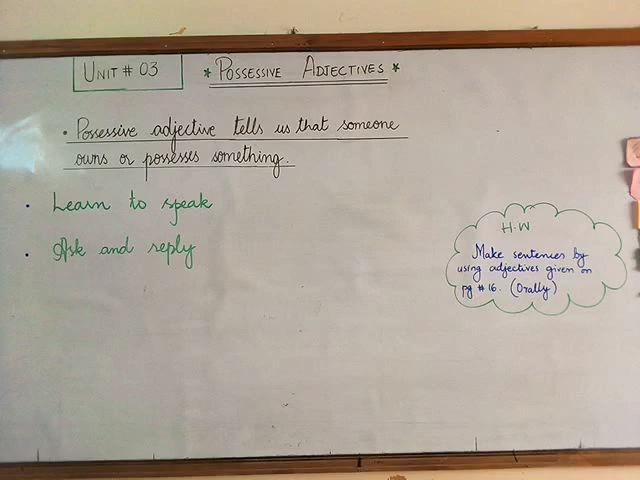 UNIT # 03
* POSSESSIVE ADJECTIVES *
• Possessive adjective tells us that someone
owns or possesses something.
• Learn to speak
• Ask and reply
H.W
Make sentences by
using adjectives given on
pg # 16. (Orally)